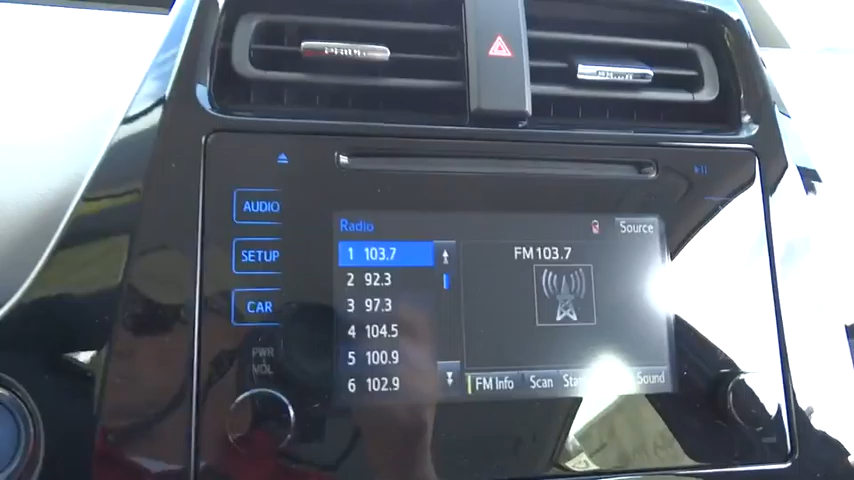 AUDIO
SETUP
CAR
PWR
VOL
Radio
Source
1 103.7
2 92.3
3 97.3
4 104.5
5 100.9
6 102.9
FM 103.7
FM Info
Scan
Sound